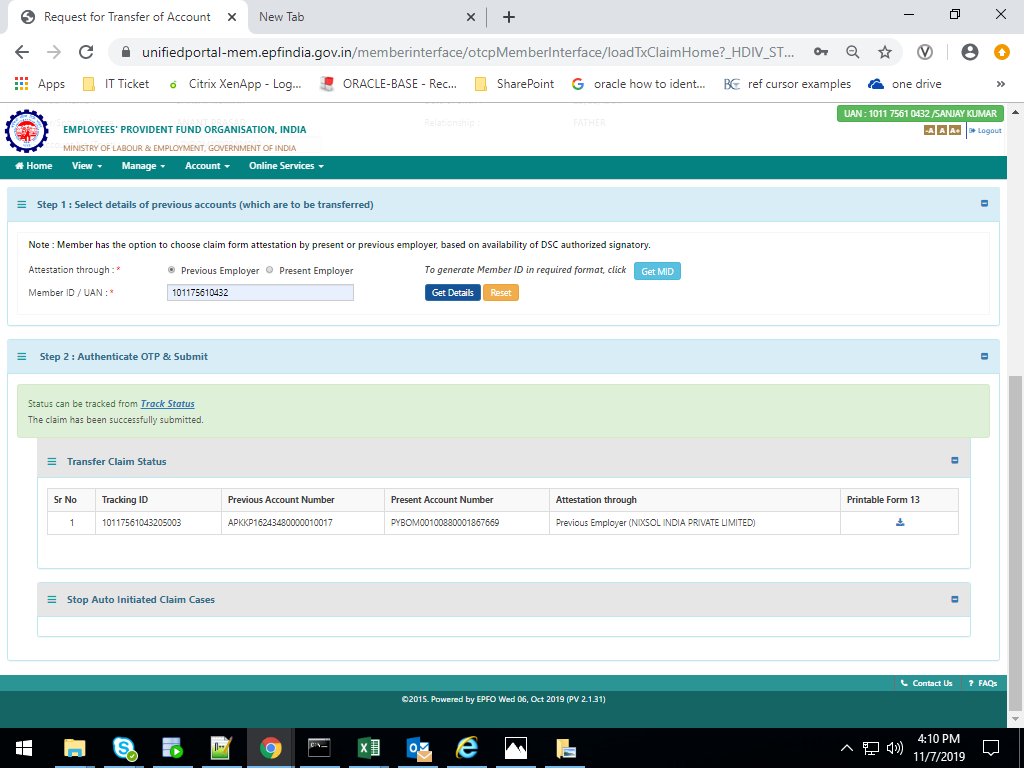 Request for Transfer of Account
New Tab
unifiedportal-mem.epfindia.gov.in/memberinterface/otcpMemberInterface/loadTxClaimHome?_HDIV_ST...
Apps
IT Ticket
Citrix XenApp - Log...
ORACLE-BASE - Rec...
SharePoint
oracle how to ident...
ref cursor examples
one drive
UAN : 1011 7561 0432 /SANJAY KUMAR
Relationship
FATHER
EMPLOYEES' PROVIDENT FUND ORGANISATION, INDIA
-A A A+ Logout
MINISTRY OF LABOUR & EMPLOYMENT, GOVERNMENT OF INDIA
Home View Manage Account Online Services
Step 1 : Select details of previous accounts (which are to be transferred)
Note : Member has the option to choose claim form attestation by present or previous employer, based on availability of DSC authorized signatory.
Attestation through : * Previous Employer Present Employer To generate Member ID in required format, click Get MID
Member ID / UAN : * 101175610432 Get Details Reset
Step 2 : Authenticate OTP & Submit
Status can be tracked from Track Status
The claim has been successfully submitted.
Transfer Claim Status
Sr No Tracking ID Previous Account Number Present Account Number Attestation through Printable Form 13
1 10117561043205003 APKKP16243480000010017 PYBOM00100880001867669 Previous Employer (NIXSOL INDIA PRIVATE LIMITED)
Stop Auto Initiated Claim Cases
Contact Us ? FAQs
©2015. Powered by EPFO Wed 06, Oct 2019 (PV 2.1.31)
4:10 PM
11/7/2019